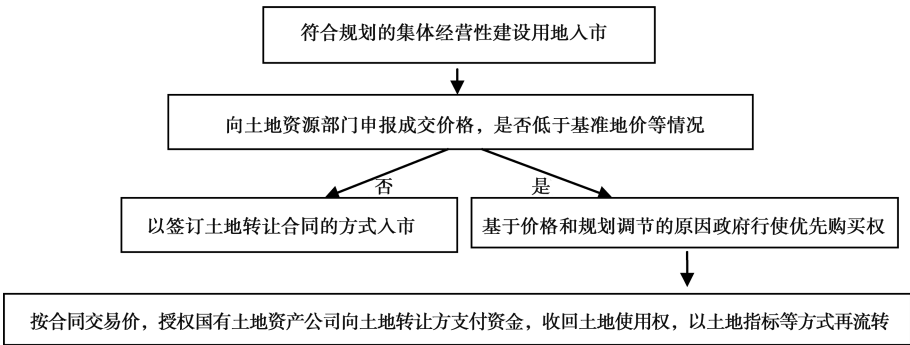 符合规划的集体经营性建设用地入市
向土地资源部门申报成交价格，是否低于基准地价等情况
否
是
以签订土地转让合同的方式入市
基于价格和规划调节的原因政府行使优先购买权
按合同交易价，授权国有土地资产公司向土地转让方支付资金，收回土地使用权，以土地指标等方式再流转